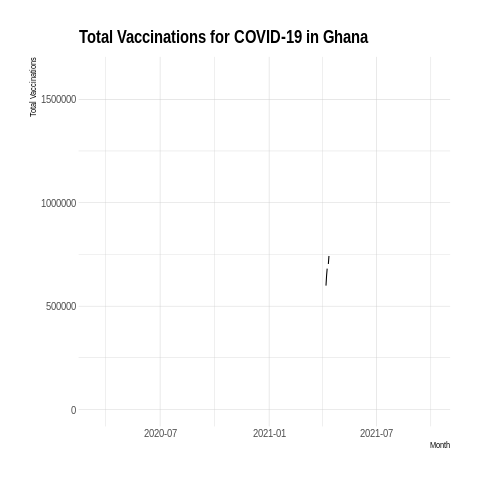 Total Vaccinations for COVID-19 in Ghana
Total Vaccinations
1500000
1000000
500000
0
2020-07 2021-01 2021-07
Month